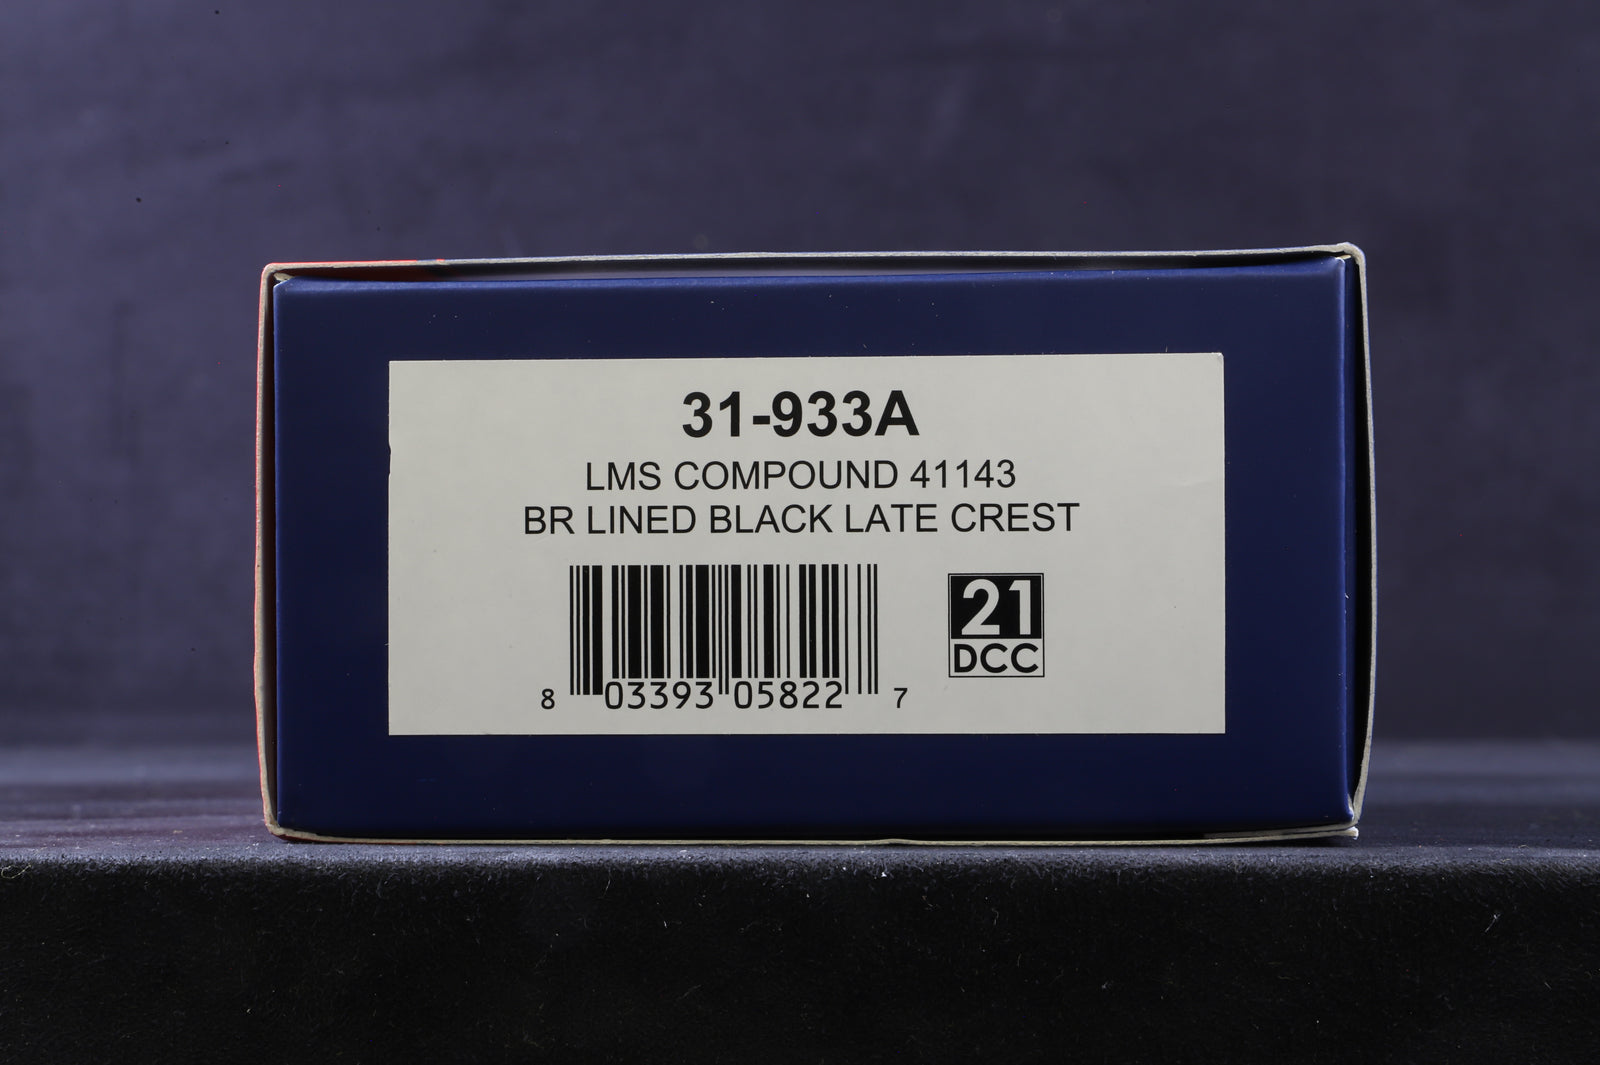 31-933A
LMS COMPOUND 41143
BR LINED BLACK LATE CREST
21
DCC
8 03393 05822 7